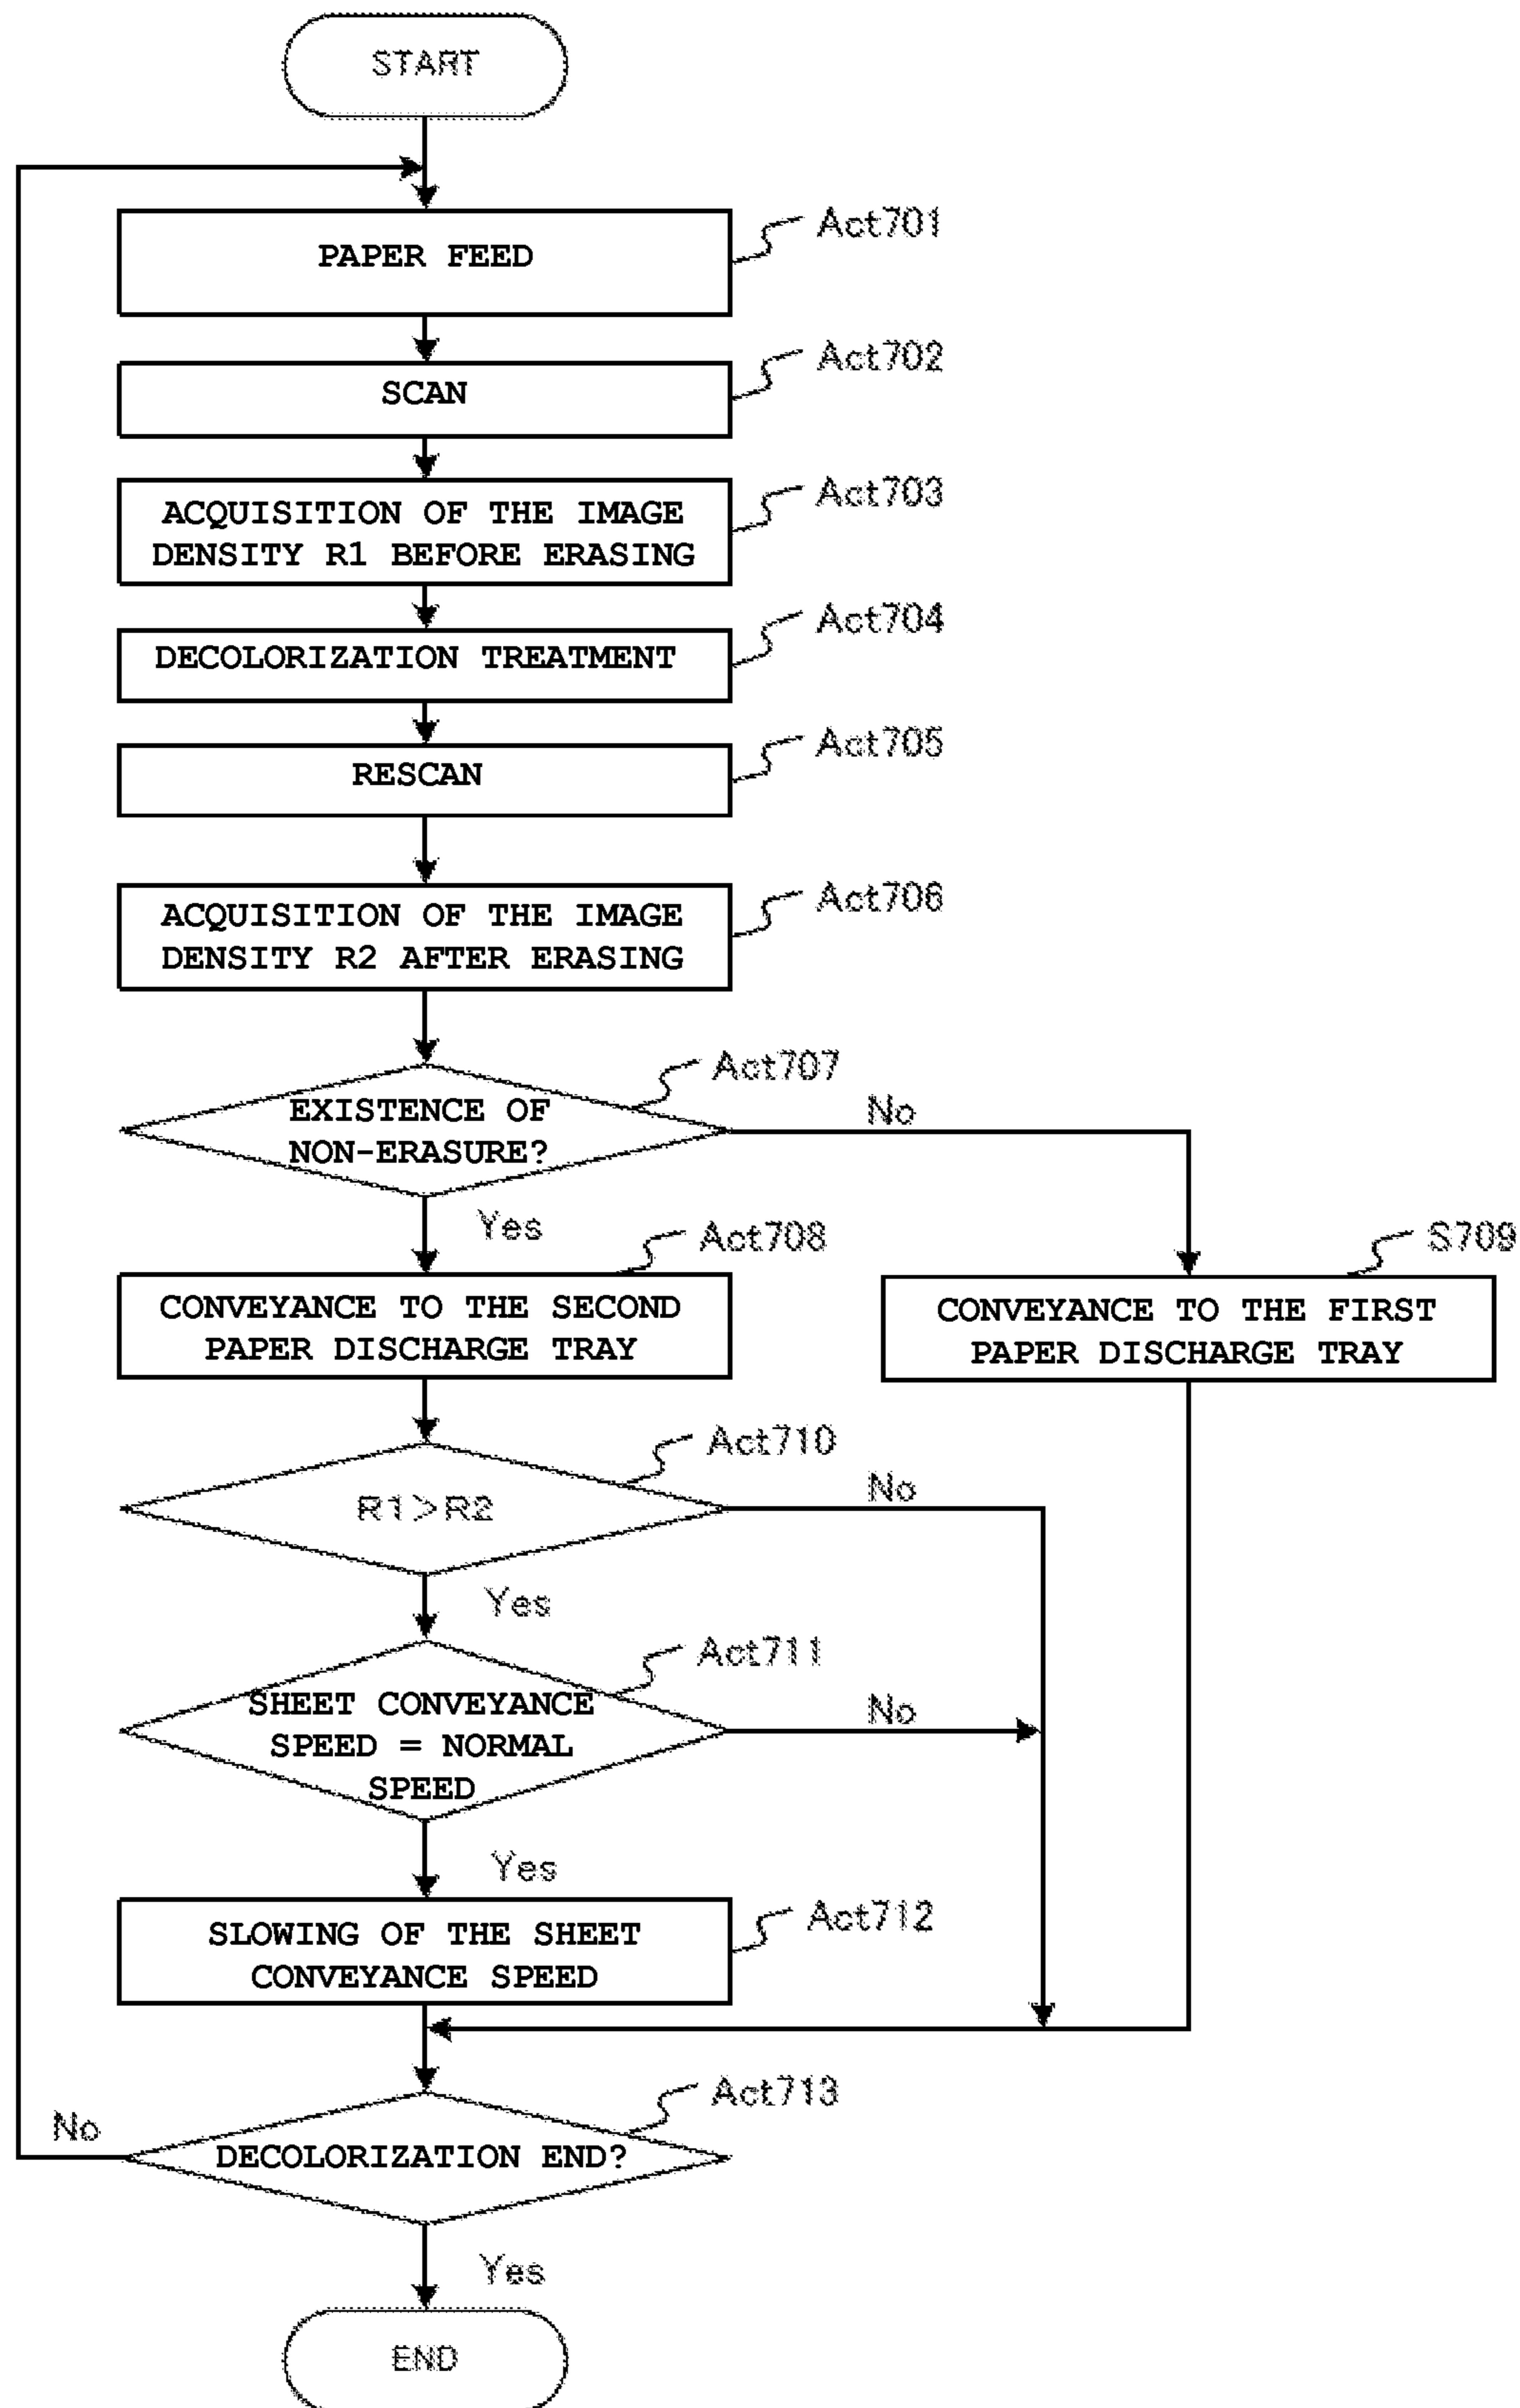 START
PAPER FEED
Act701
SCAN
Act702
ACQUISITION OF THE IMAGE
DENSITY R1 BEFORE ERASING
Act703
DECOLORIZATION TREATMENT
Act704
RESCAN
Act705
ACQUISITION OF THE IMAGE
DENSITY R2 AFTER ERASING
Act706
EXISTENCE OF
NON-ERASURE?
Act707
No
Yes
CONVEYANCE TO THE SECOND
PAPER DISCHARGE TRAY
Act708
CONVEYANCE TO THE FIRST
PAPER DISCHARGE TRAY
S709
R1>R2
Act710
No
Yes
SHEET CONVEYANCE
SPEED = NORMAL
SPEED
Act711
No
Yes
SLOWING OF THE SHEET
CONVEYANCE SPEED
Act712
DECOLORIZATION END?
Act713
No
Yes
END